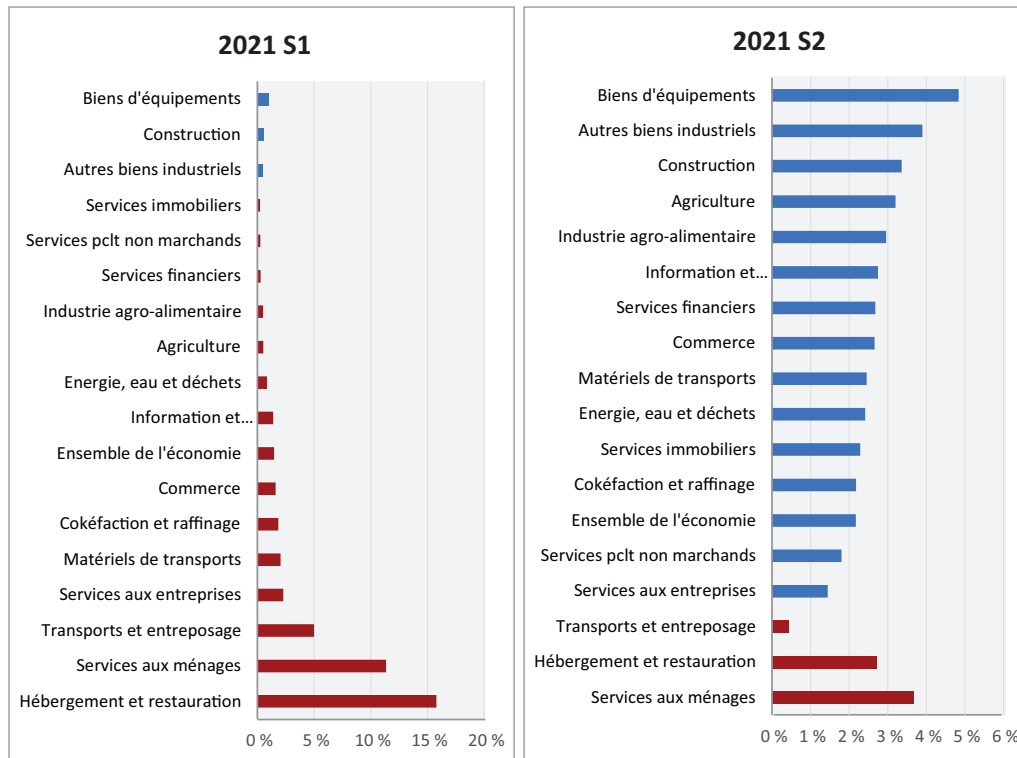 2021 S1
Biens d'équipements
Construction
Autres biens industriels
Services immobiliers
Services pclt non marchands
Services financiers
Industrie agro-alimentaire
Agriculture
Energie, eau et déchets
Information et...
Ensemble de l'économie
Commerce
Cokéfaction et raffinage
Matériels de transports
Services aux entreprises
Transports et entreposage
Services aux ménages
Hébergement et restauration
0 % 5 % 10 % 15 % 20 %
2021 S2
Biens d'équipements
Autres biens industriels
Construction
Agriculture
Industrie agro-alimentaire
Information et...
Services financiers
Commerce
Matériels de transports
Energie, eau et déchets
Services immobiliers
Cokéfaction et raffinage
Ensemble de l'économie
Services pclt non marchands
Services aux entreprises
Transports et entreposage
Hébergement et restauration
Services aux ménages
0 % 1 % 2 % 3 % 4 % 5 % 6 %